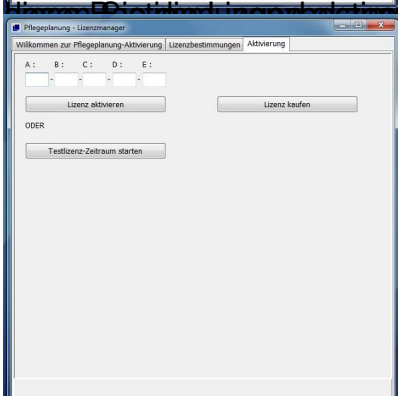 Pflegeplanung - Lizenzmanager
Willkommen zur Pflegeplanung-Aktivierung Lizenzbestimmungen Aktivierung
A : B : C : D : E :
- - - -
Lizenz aktivieren Lizenz kaufen
ODER
Testlizenz-Zeitraum starten